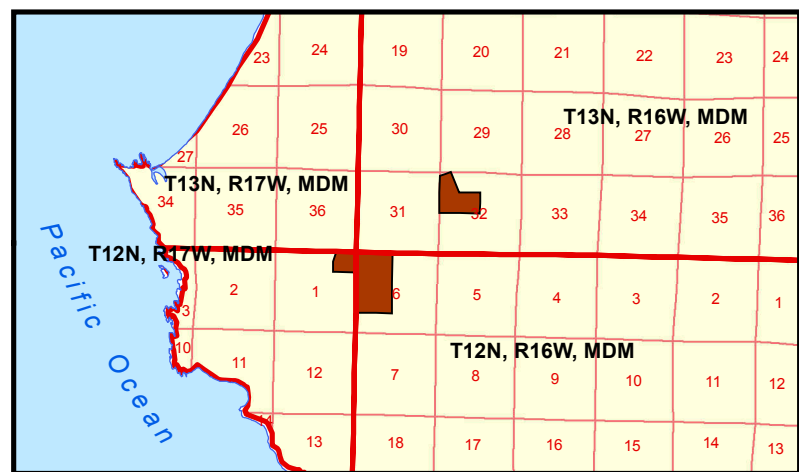 23 24 19 20 21 22 23 24
T13N, R16W, MDM
26 25 30 29 28 27 26 25
27
T13N, R17W, MDM
34 35 36 31 32 33 34 35 36
T12N, R17W, MDM
Pacific Ocean
2 1 6 5 4 3 2 1
3
T12N, R16W, MDM
10 11 12 7 8 9 10 11 12
14 13 18 17 16 15 14 13